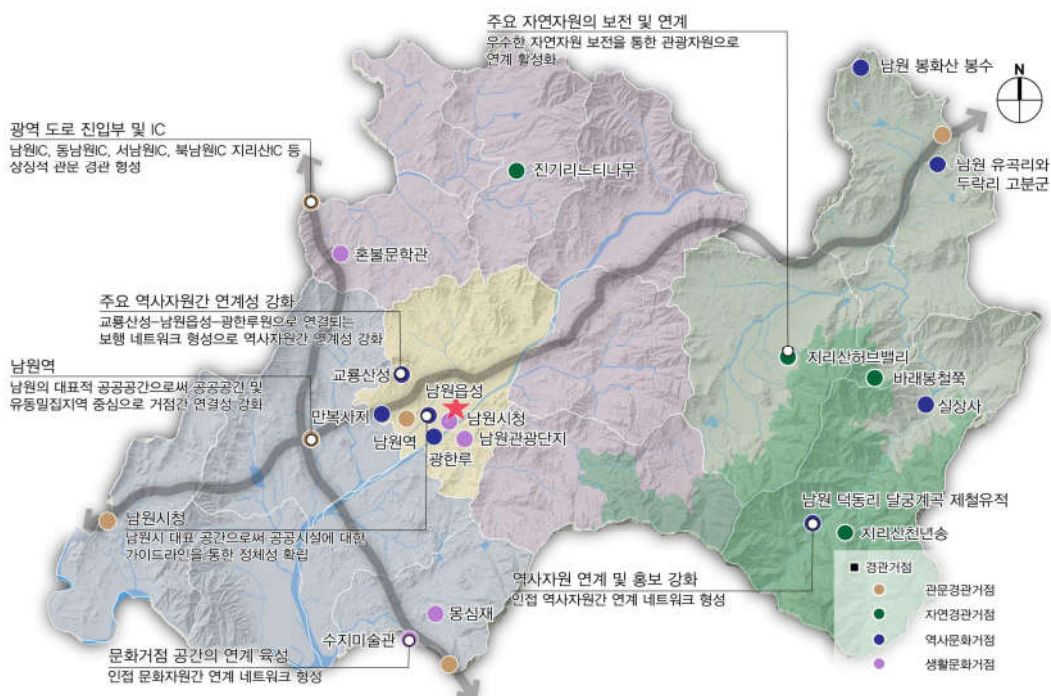 주요 자연자원의 보전 및 연계
우수한 자연자원 보전을 통한 관광자원으로
연계 활성화
남원 봉화산 봉수
N
광역 도로 진입부 및 IC
남원IC, 동남원IC, 서남원IC, 북남원IC 지리산IC 등
상징적 관문 경관 형성
진기리느티나무
남원 유곡리와
두락리 고분군
혼불문학관
주요 역사자원간 연계성 강화
교룡산성–남원읍성–광한루원으로 연결되는
보행 네트워크 형성으로 역사자원간 연계성 강화
지리산허브밸리
남원역
남원의 대표적 공공공간으로써 공공공간 및
유동밀집지역 중심으로 거점간 연결성 강화
교룡산성
바래봉철쭉
남원읍성
만복사저
남원시청
실상사
남원역
남원관광단지
광한루
남원 덕동리 달궁계곡 제철유적
남원시청
남원시 대표 공간으로써 공공시설에 대한
가이드라인을 통한 정체성 확립
지리산천년송
경관거점
역사자원 연계 및 홍보 강화
인접 역사자원간 연계 네트워크 형성
관문경관거점
자연경관거점
몽심재
역사문화거점
수지미술관
문화거점 공간의 연계 육성
인접 문화자원간 연계 네트워크 형성
생활문화거점